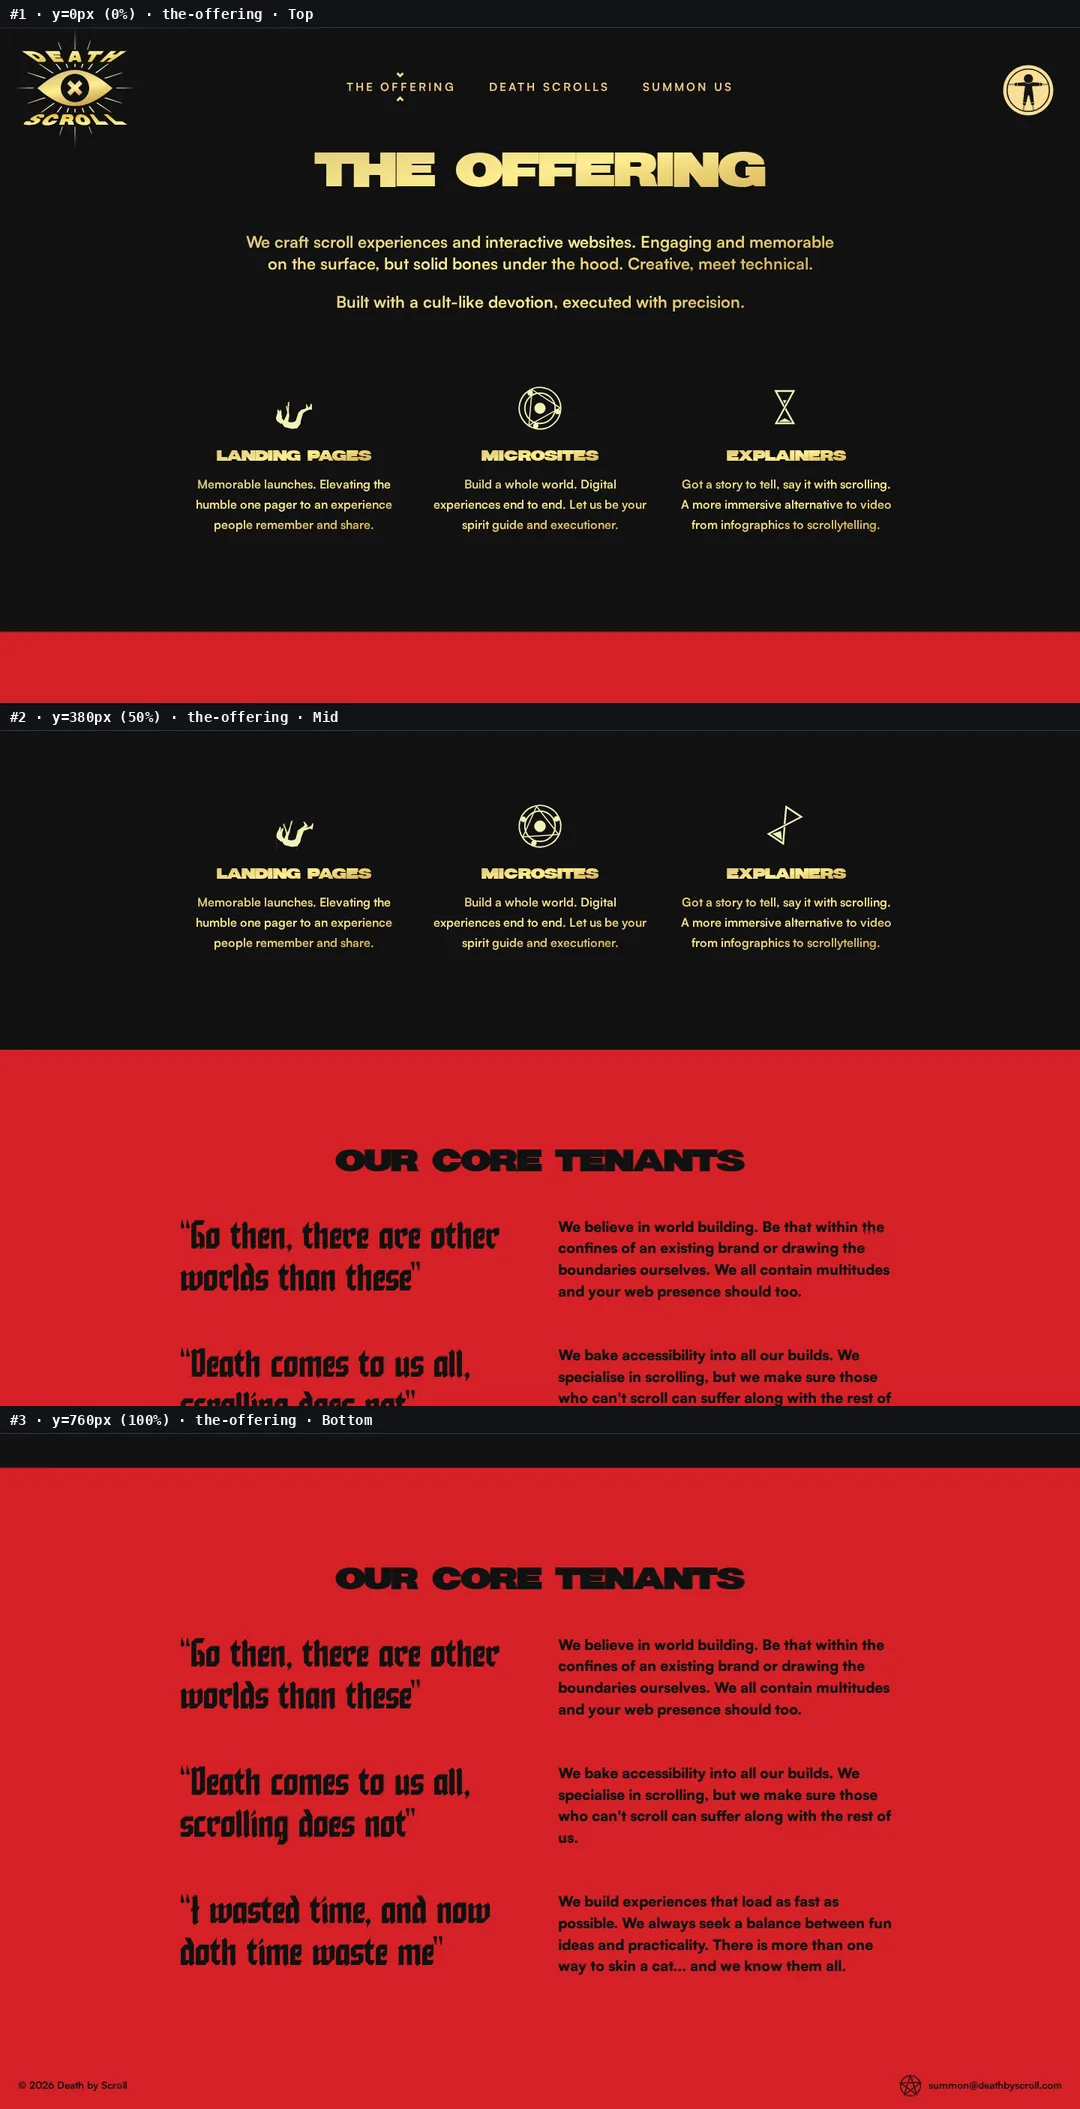 #1 · y=0px (0%) · the-offering · Top
DEATH
SCROLL
THE OFFERING
DEATH SCROLLS
SUMMON US
THE OFFERING
We craft scroll experiences and interactive websites. Engaging and memorable
on the surface, but solid bones under the hood. Creative, meet technical.
Built with a cult-like devotion, executed with precision.
LANDING PAGES
Memorable launches. Elevating the
humble one pager to an experience
people remember and share.
MICROSITES
Build a whole world. Digital
experiences end to end. Let us be your
spirit guide and executioner.
EXPLAINERS
Got a story to tell, say it with scrolling.
A more immersive alternative to video
from infographics to scrollytelling.
#2 · y=380px (50%) · the-offering · Mid
LANDING PAGES
Memorable launches. Elevating the
humble one pager to an experience
people remember and share.
MICROSITES
Build a whole world. Digital
experiences end to end. Let us be your
spirit guide and executioner.
EXPLAINERS
Got a story to tell, say it with scrolling.
A more immersive alternative to video
from infographics to scrollytelling.
OUR CORE TENANTS
“Go then, there are other
worlds than these”
We believe in world building. Be that within the
confines of an existing brand or drawing the
boundaries ourselves. We all contain multitudes
and your web presence should too.
“Death comes to us all,
scrolling does not”
We bake accessibility into all our builds. We
specialise in scrolling, but we make sure those
who can't scroll can suffer along with the rest of
#3 · y=760px (100%) · the-offering · Bottom
OUR CORE TENANTS
“Go then, there are other
worlds than these”
We believe in world building. Be that within the
confines of an existing brand or drawing the
boundaries ourselves. We all contain multitudes
and your web presence should too.
“Death comes to us all,
scrolling does not”
We bake accessibility into all our builds. We
specialise in scrolling, but we make sure those
who can't scroll can suffer along with the rest of
us.
“I wasted time, and now
doth time waste me”
We build experiences that load as fast as
possible. We always seek a balance between fun
ideas and practicality. There is more than one
way to skin a cat... and we know them all.
© 2026 Death by Scroll
summon@deathbyscroll.com